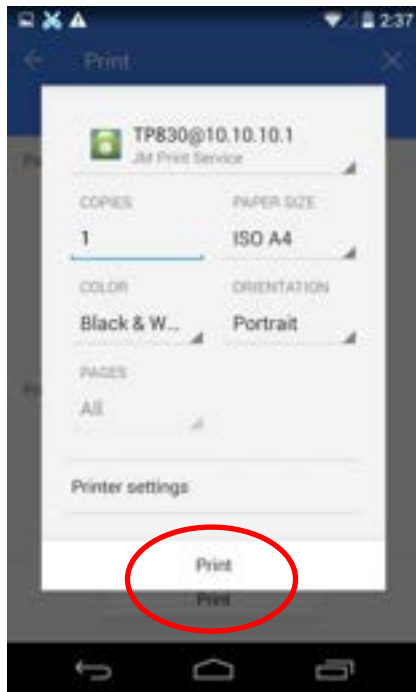 2:37
Print
TP830@10.10.10.1
JM Print Service
COPIES
PAPER SIZE
1
ISO A4
COLOR
ORIENTATION
Black & W...
Portrait
PAGES
All
Printer settings
Print
Print